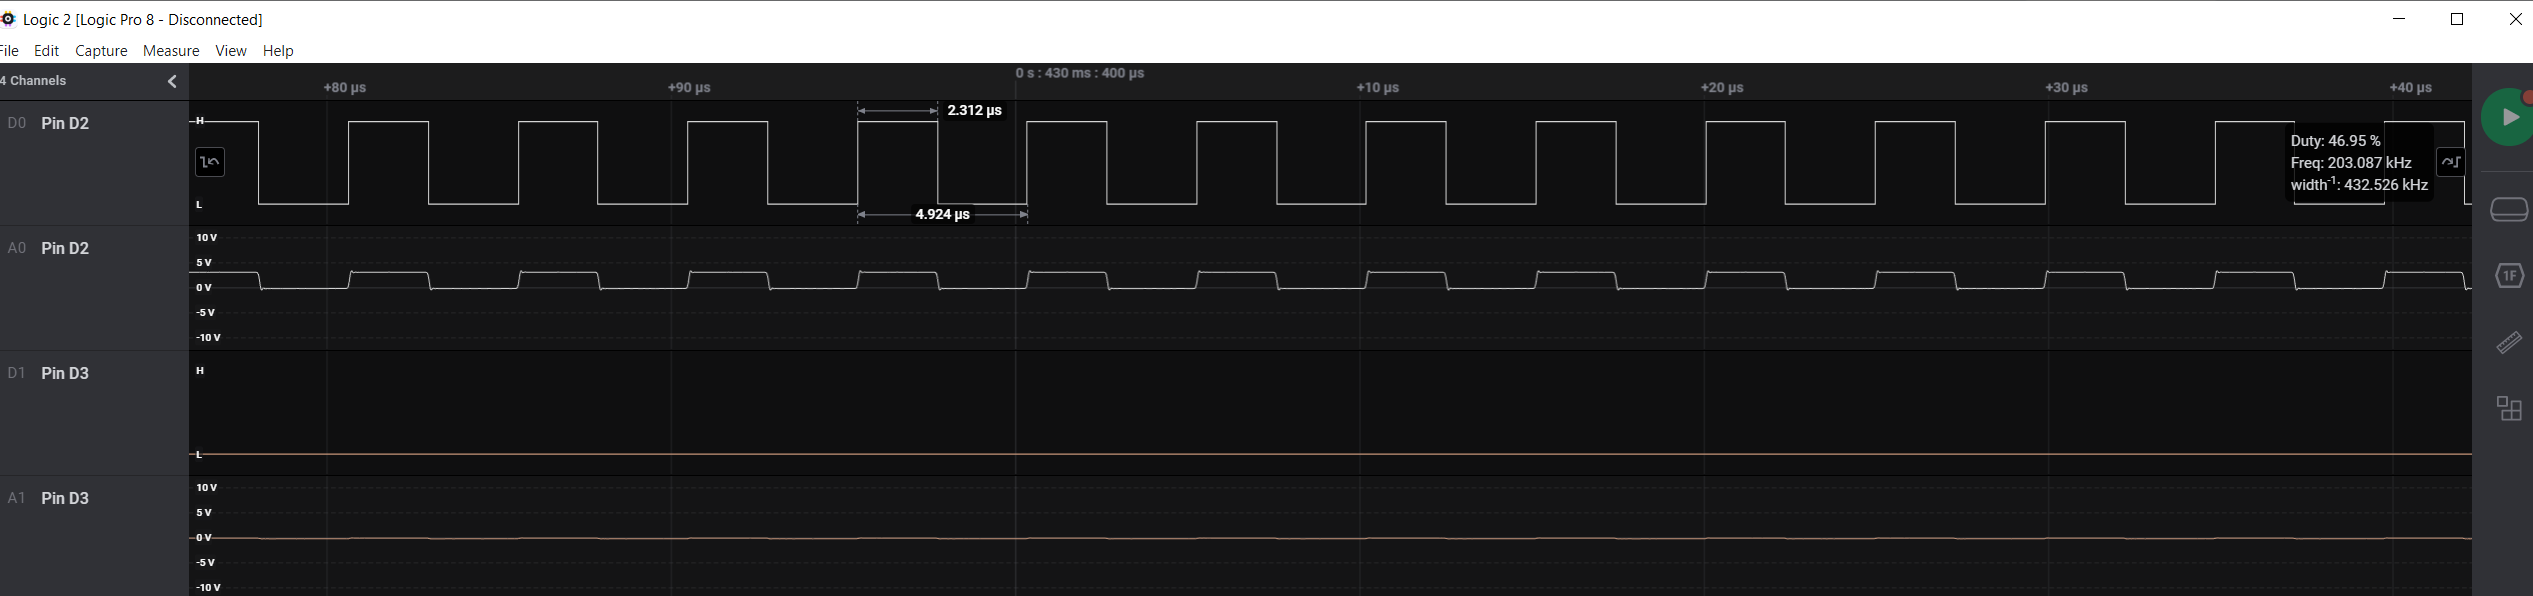 Logic 2 [Logic Pro 8 - Disconnected]
File Edit Capture Measure View Help
4 Channels
0 s : 430 ms : 400 µs
+80 µs +90 µs +10 µs +20 µs +30 µs +40 µs
D0 Pin D2
H
2.312 µs
L
4.924 µs
Duty: 46.95 %
Freq: 203.087 kHz
width-1: 432.526 kHz
A0 Pin D2
10 V
5 V
0 V
-5 V
-10 V
1F
D1 Pin D3
H
L
A1 Pin D3
10 V
5 V
0 V
-5 V
-10 V